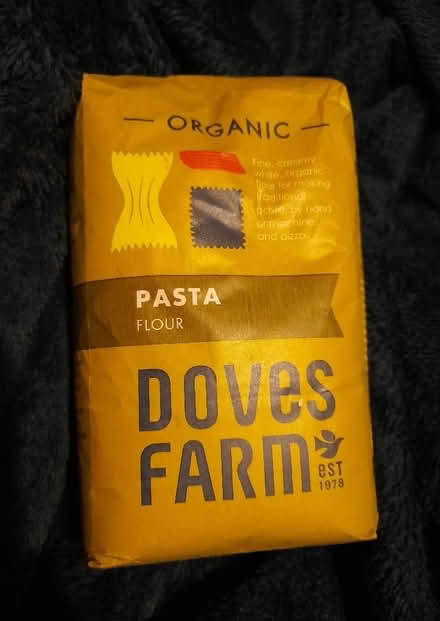 — ORGANIC —
Fine, creamy
white, organic
flour for making
traditional
pasta, by hand
or machine,
and pizza.
PASTA
FLOUR
DOVES
FARM
EST
1978